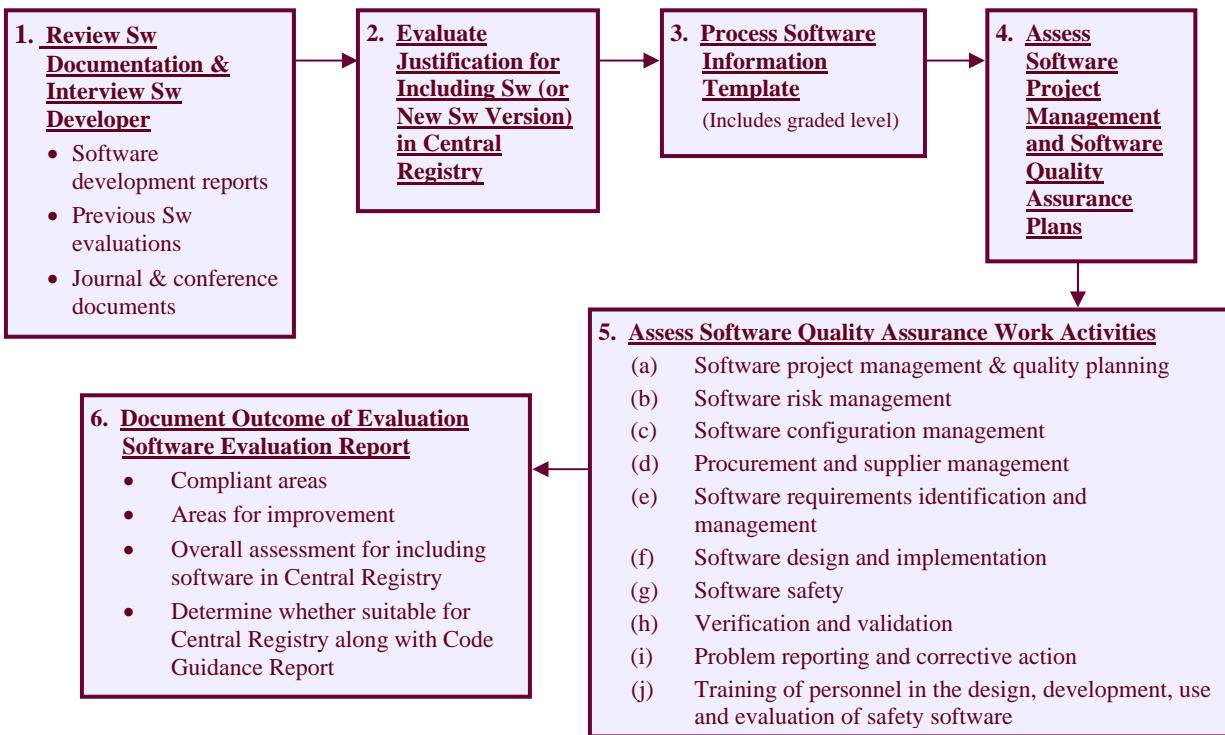 1. Review Sw
Documentation &
Interview Sw
Developer
• Software
development reports
• Previous Sw
evaluations
• Journal & conference
documents
2. Evaluate
Justification for
Including Sw (or
New Sw Version)
in Central
Registry
3. Process Software
Information
Template
(Includes graded level)
4. Assess
Software
Project
Management
and Software
Quality
Assurance
Plans
5. Assess Software Quality Assurance Work Activities
(a) Software project management & quality planning
(b) Software risk management
(c) Software configuration management
(d) Procurement and supplier management
(e) Software requirements identification and
management
(f) Software design and implementation
(g) Software safety
(h) Verification and validation
(i) Problem reporting and corrective action
(j) Training of personnel in the design, development, use
and evaluation of safety software
6. Document Outcome of Evaluation
Software Evaluation Report
• Compliant areas
• Areas for improvement
• Overall assessment for including
software in Central Registry
• Determine whether suitable for
Central Registry along with Code
Guidance Report